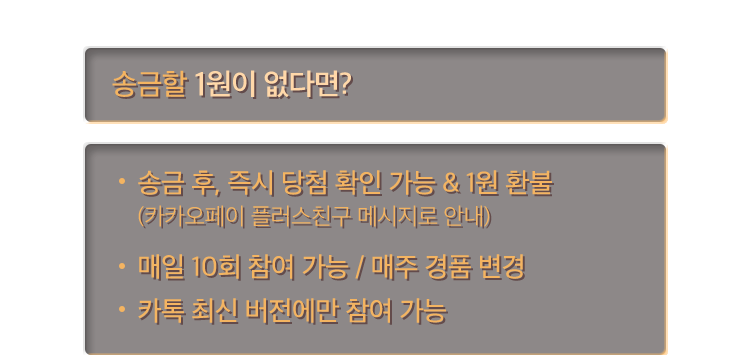 송금할 1원이 없다면?
• 송금 후, 즉시 당첨 확인 가능 & 1원 환불
(카카오페이 플러스친구 메시지로 안내)
• 매일 10회 참여 가능 / 매주 경품 변경
• 카톡 최신 버전에만 참여 가능